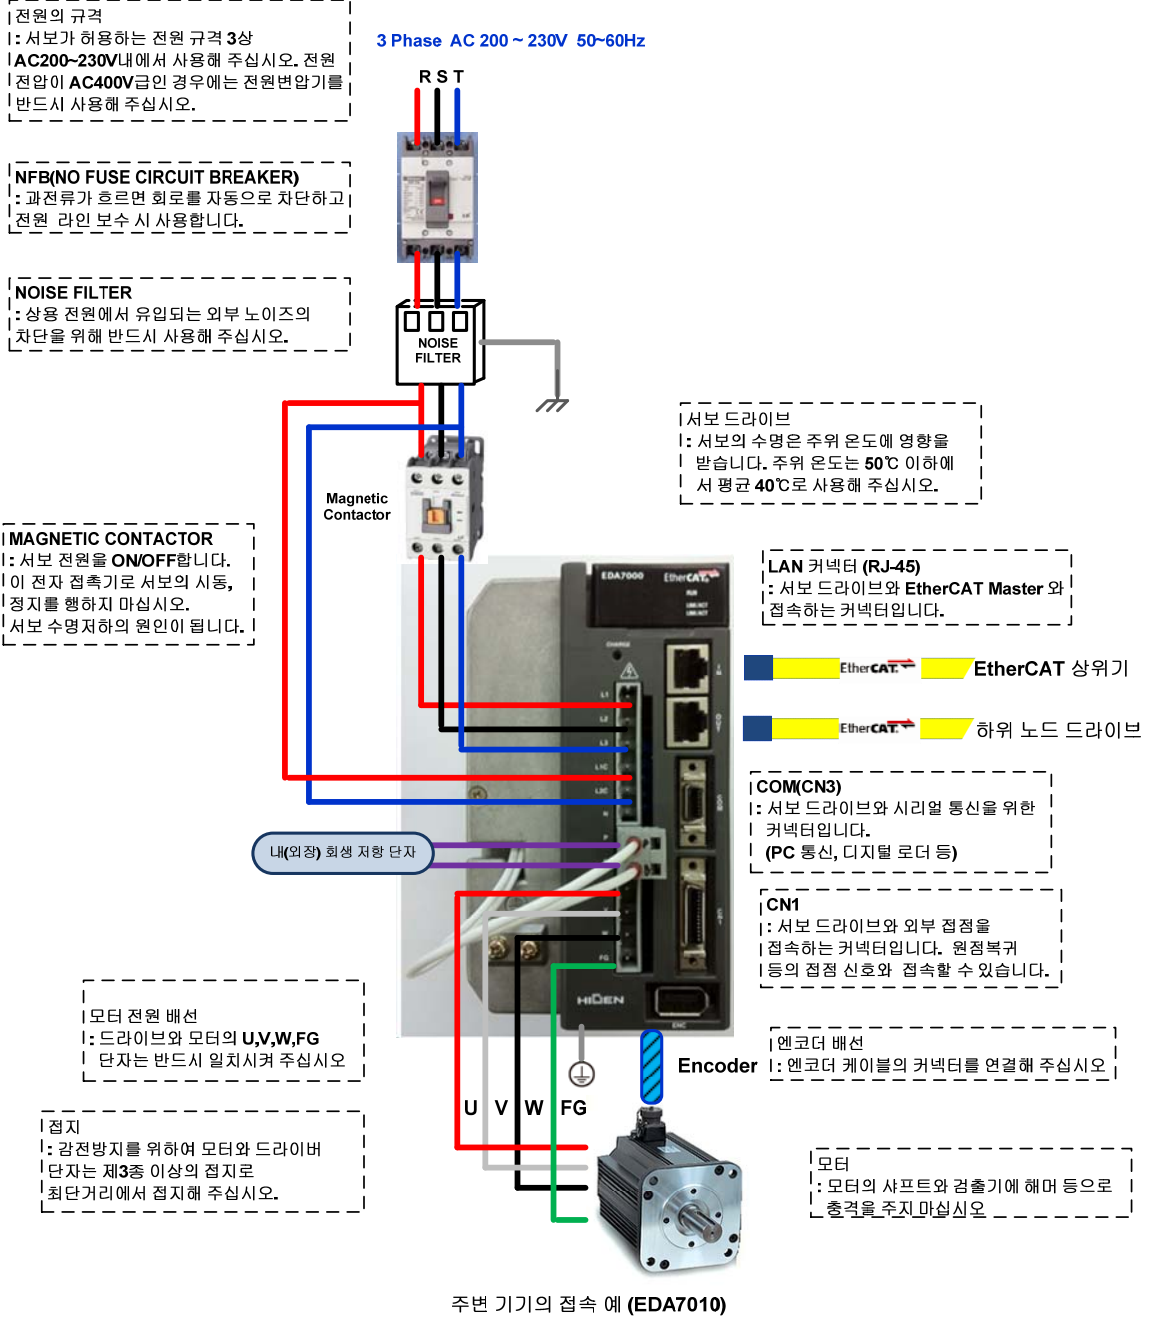 전원의 규격
: 서보가 허용하는 전원 규격 3상
AC200~230V내에서 사용해 주십시오. 전원
전압이 AC400V급인 경우에는 전원변압기를
반드시 사용해 주십시오.
3 Phase AC 200 ~ 230V 50~60Hz
R S T
NFB(NO FUSE CIRCUIT BREAKER)
: 과전류가 흐르면 회로를 자동으로 차단하고
전원 라인 보수 시 사용합니다.
NOISE FILTER
: 상용 전원에서 유입되는 외부 노이즈의
차단을 위해 반드시 사용해 주십시오.
NOISE
FILTER
서보 드라이브
: 서보의 수명은 주위 온도에 영향을
받습니다. 주위 온도는 50℃ 이하에
서 평균 40℃로 사용해 주십시오.
Magnetic
Contactor
MAGNETIC CONTACTOR
: 서보 전원을 ON/OFF합니다.
이 전자 접촉기로 서보의 시동,
정지를 행하지 마십시오.
서보 수명저하의 원인이 됩니다.
LAN 커넥터 (RJ-45)
: 서보 드라이브와 EtherCAT Master 와
접속하는 커넥터입니다.
EDA7000
EtherCAT
RUN
LINK/ACT
LINK/ACT
CHARGE
IN
OUT
L1
L2
L3
L1C
L2C
N
P
EtherCAT
EtherCAT 상위기
EtherCAT
하위 노드 드라이브
COM(CN3)
: 서보 드라이브와 시리얼 통신을 위한
커넥터입니다.
(PC 통신, 디지털 로더 등)
내(외장) 회생 저항 단자
CN1
: 서보 드라이브와 외부 접점을
접속하는 커넥터입니다. 원점복귀
등의 접점 신호와 접속할 수 있습니다.
V
W
FG
HIGEN
ENC
모터 전원 배선
: 드라이브와 모터의 U,V,W,FG
단자는 반드시 일치시켜 주십시오
Encoder
엔코더 배선
: 엔코더 케이블의 커넥터를 연결해 주십시오
U V W FG
접지
: 감전방지를 위하여 모터와 드라이버
단자는 제3종 이상의 접지로
최단거리에서 접지해 주십시오.
모터
: 모터의 샤프트와 검출기에 해머 등으로
충격을 주지 마십시오
주변 기기의 접속 예 (EDA7010)